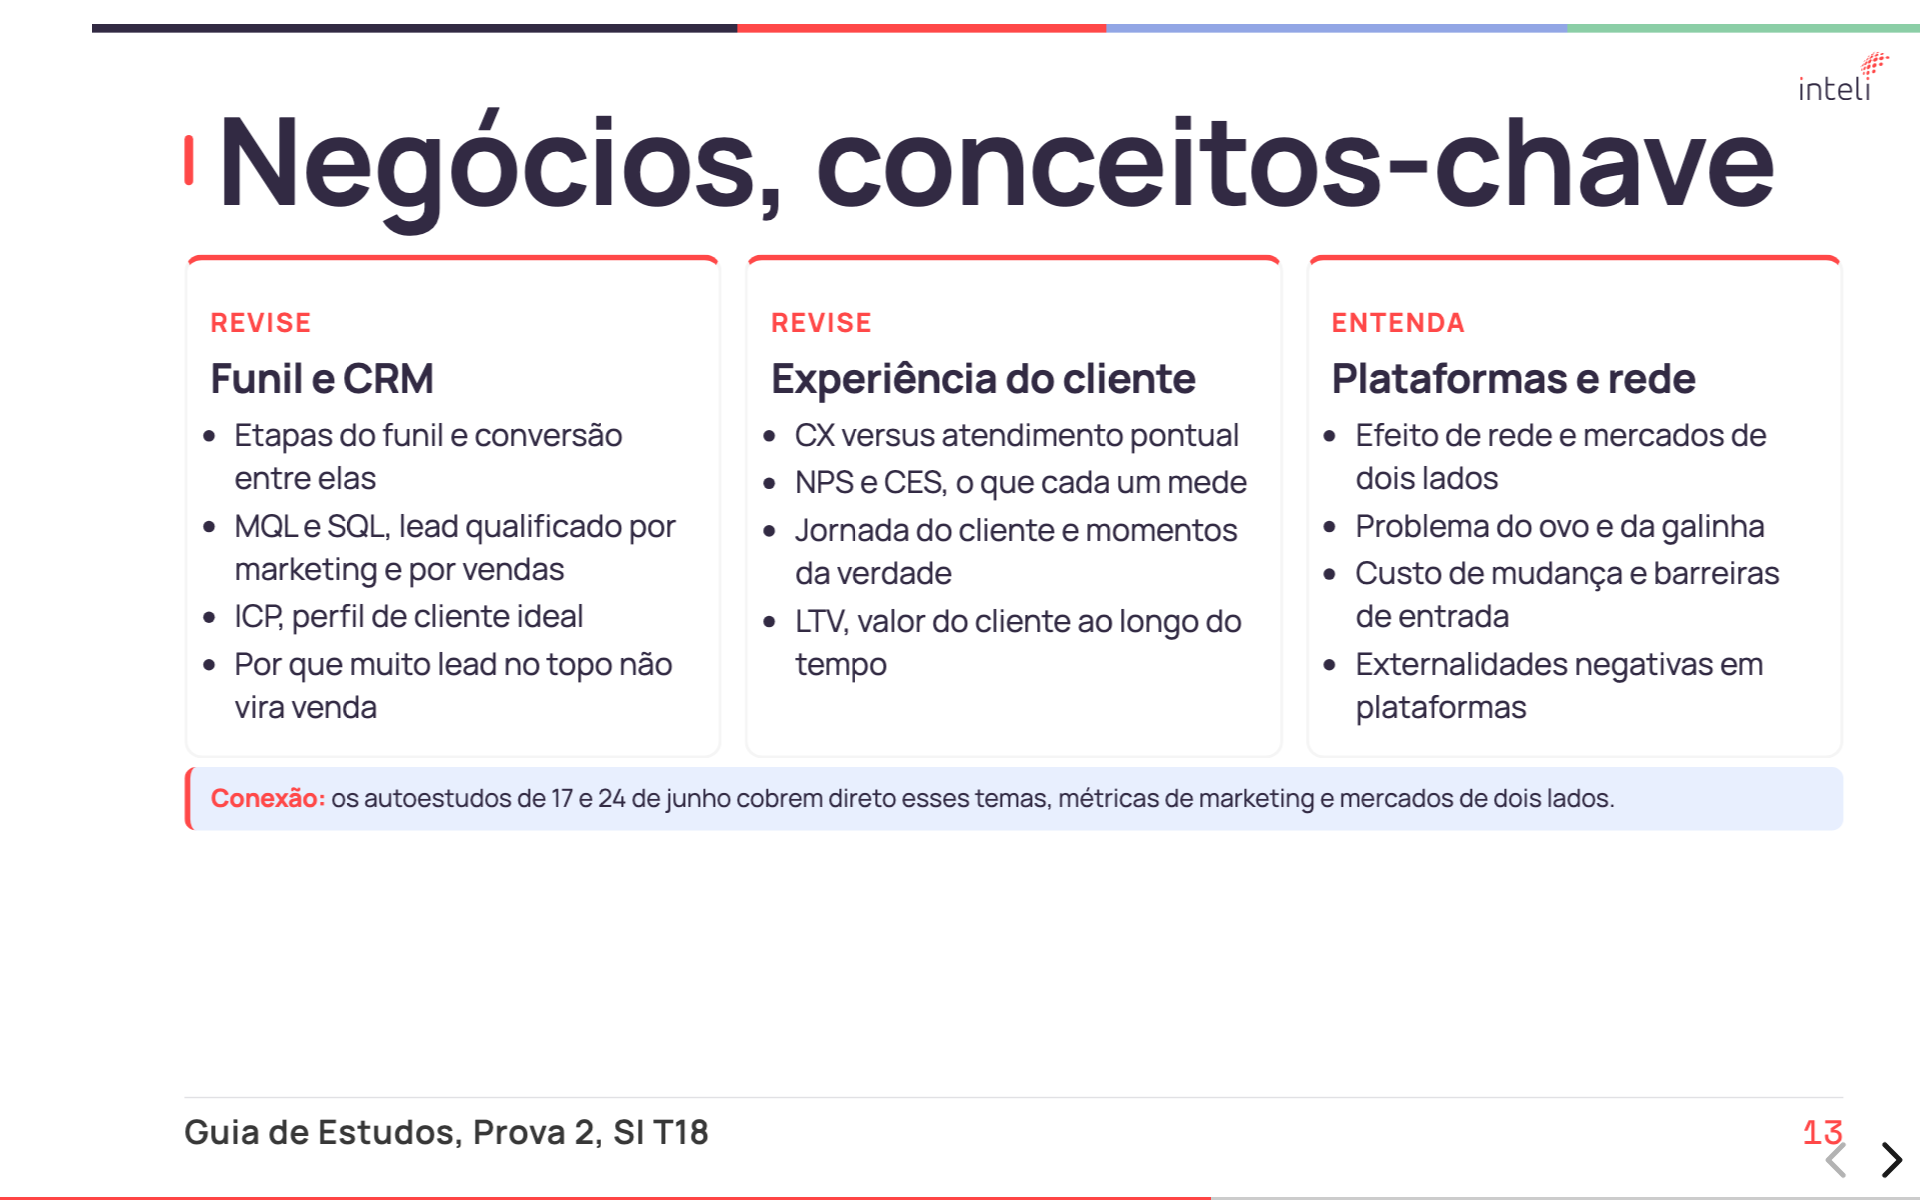 inteli
Negócios, conceitos-chave
REVISE
Funil e CRM
• Etapas do funil e conversão
entre elas
• MQL e SQL, lead qualificado por
marketing e por vendas
• ICP, perfil de cliente ideal
• Por que muito lead no topo não
vira venda
REVISE
Experiência do cliente
• CX versus atendimento pontual
• NPS e CES, o que cada um mede
• Jornada do cliente e momentos
da verdade
• LTV, valor do cliente ao longo do
tempo
ENTENDA
Plataformas e rede
• Efeito de rede e mercados de
dois lados
• Problema do ovo e da galinha
• Custo de mudança e barreiras
de entrada
• Externalidades negativas em
plataformas
Conexão: os autoestudos de 17 e 24 de junho cobrem direto esses temas, métricas de marketing e mercados de dois lados.
Guia de Estudos, Prova 2, SI T18
13